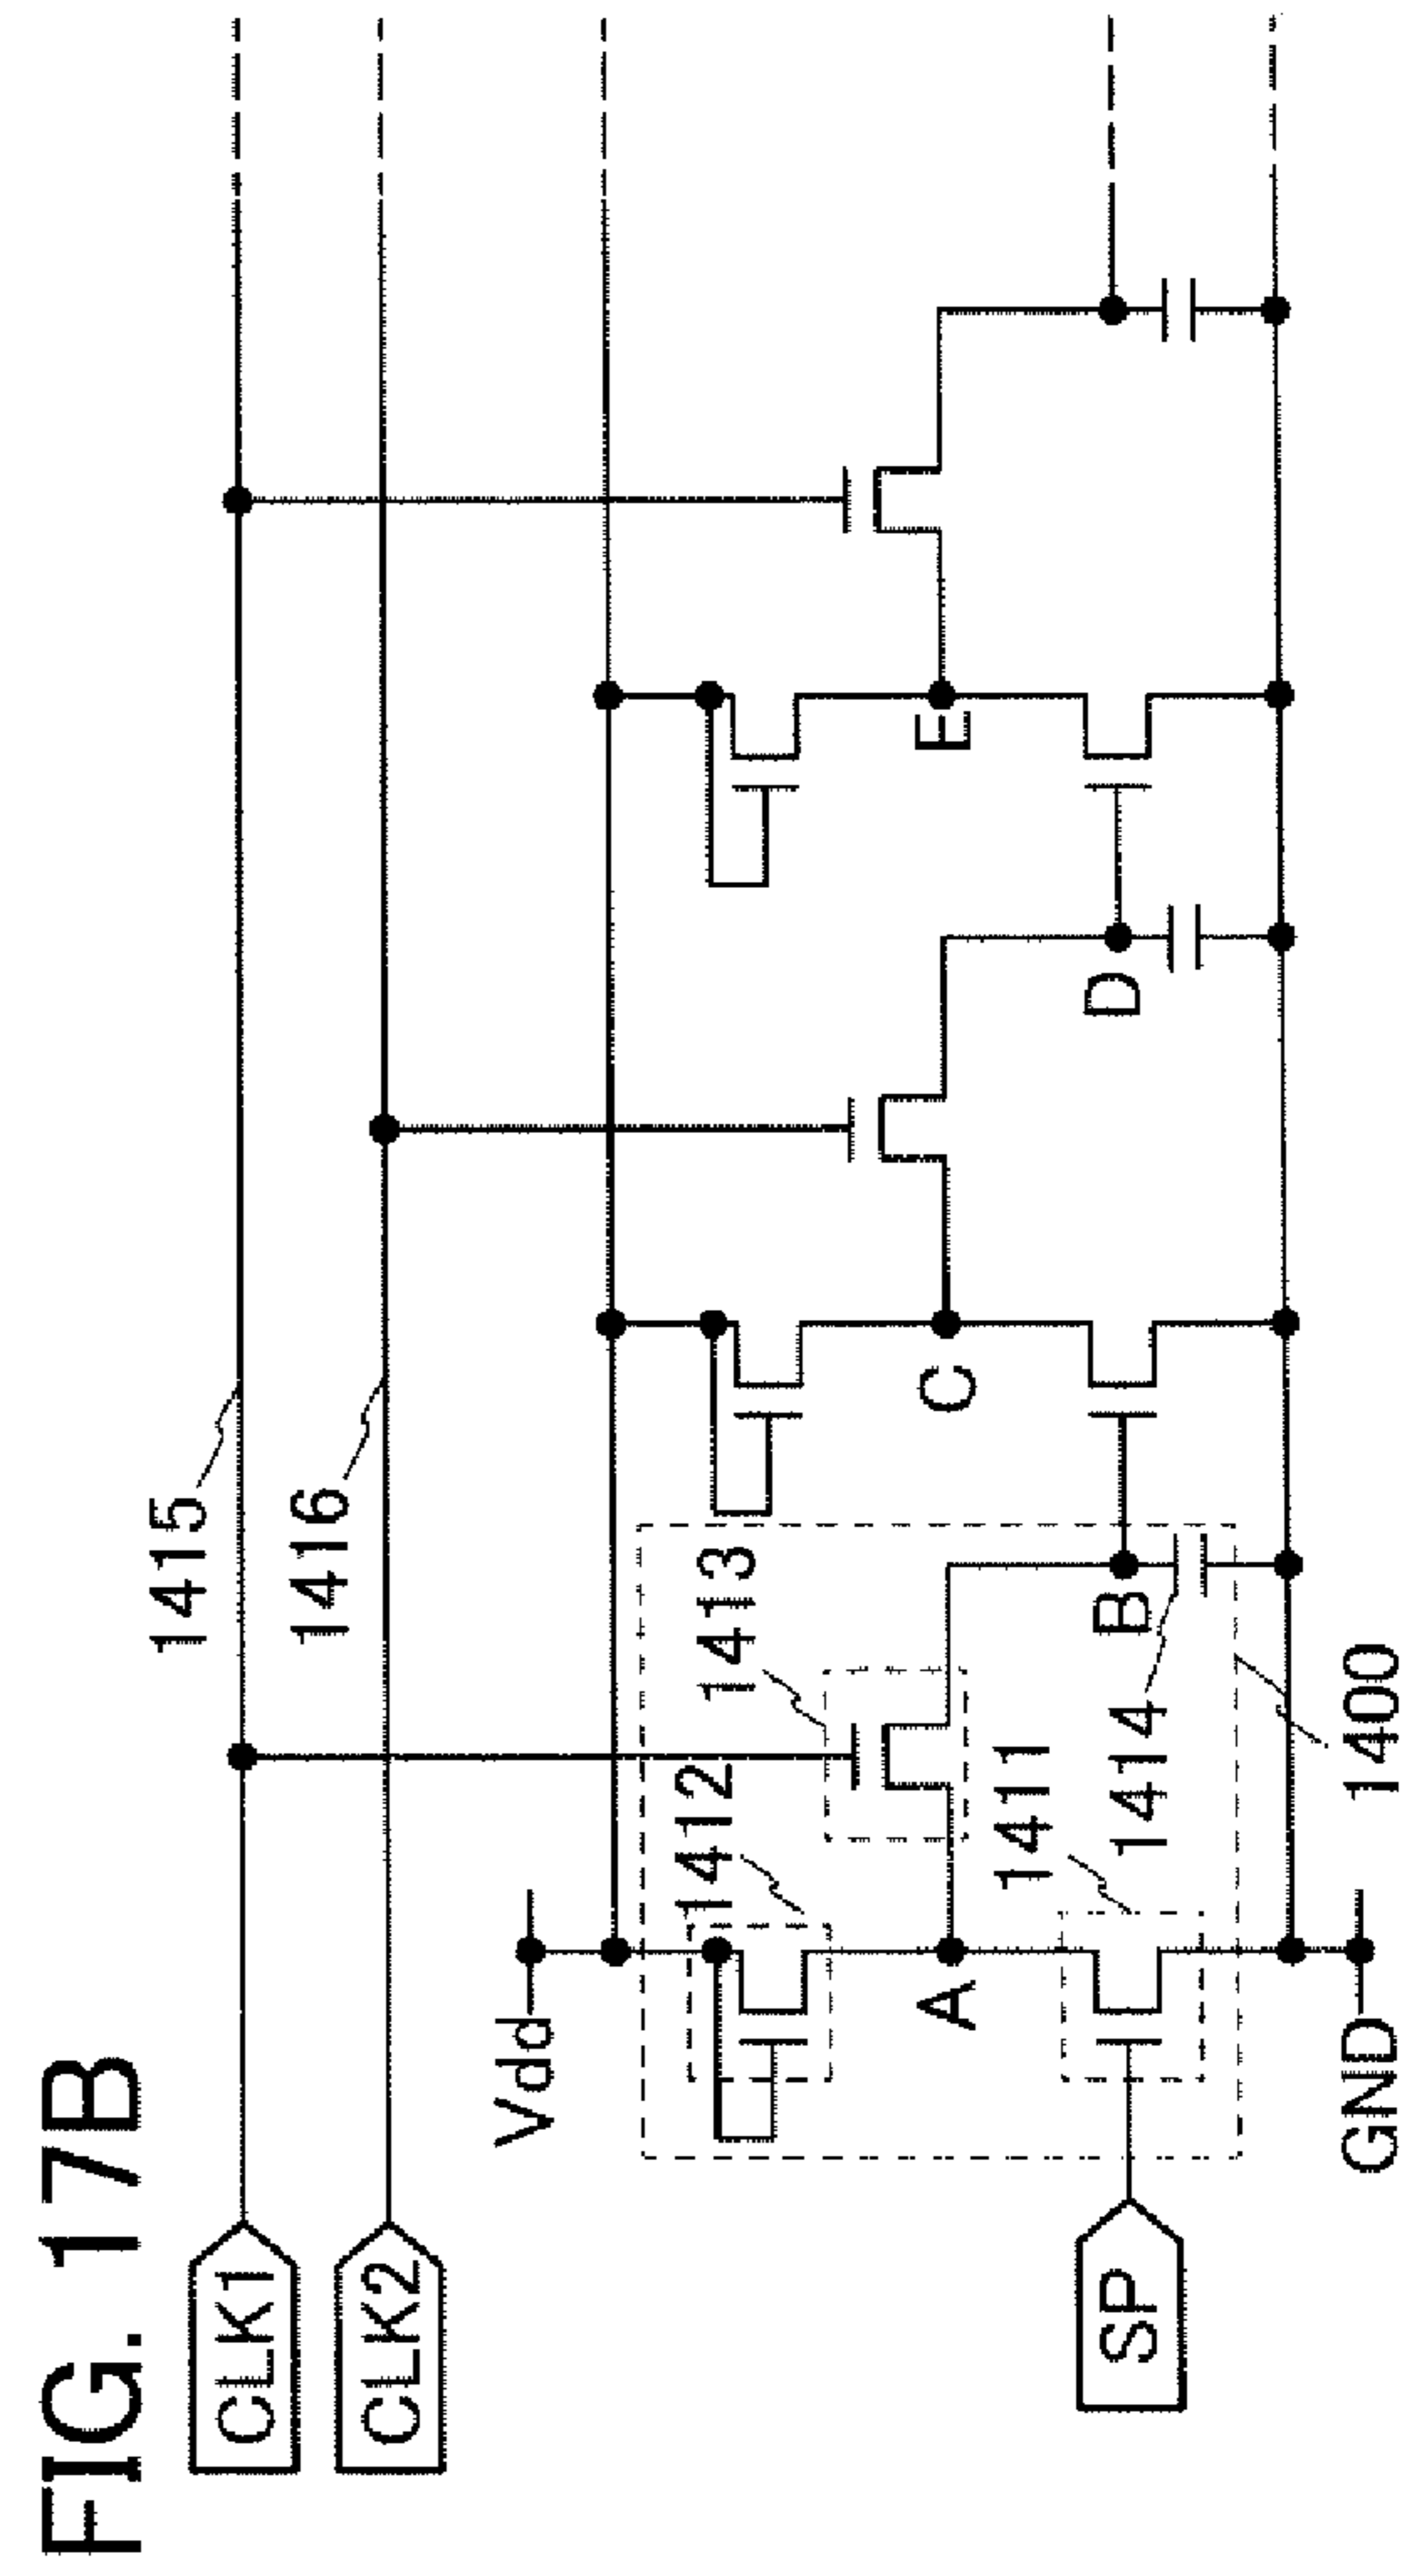 FIG. 17B
CLK1
1415
CLK2
1416
Vdd
1412
1413
A
C
E
1411
SP
B
D
1414
GND
1400